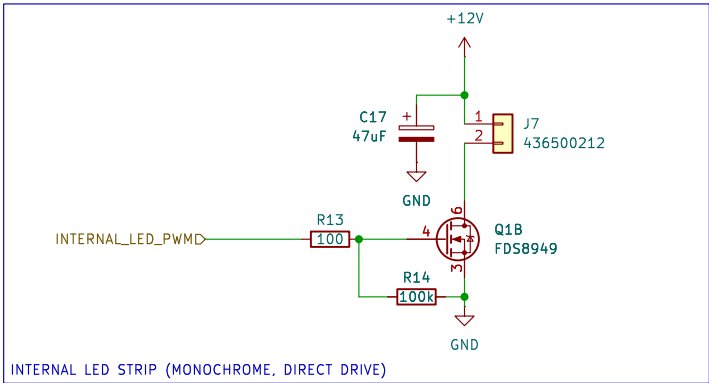 +12V
C17
+
47uF
1
2
J7
436500212
GND
6
R13
INTERNAL_LED_PWM
100
4
Q1B
FDS8949
3
R14
100k
GND
INTERNAL LED STRIP (MONOCHROME, DIRECT DRIVE)